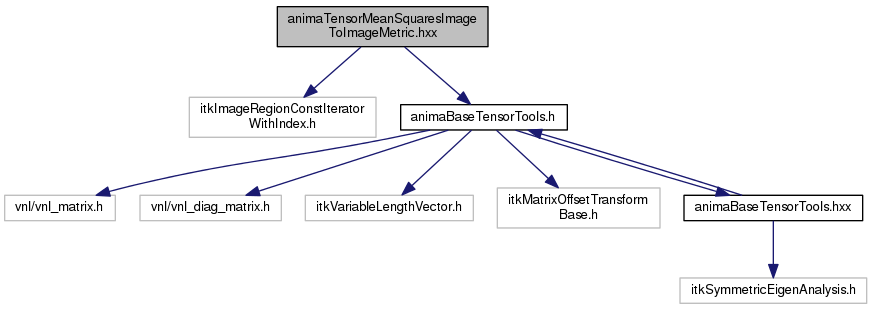 animaTensorMeanSquaresImage
ToImageMetric.hxx
itkImageRegionConstIterator
WithIndex.h
animaBaseTensorTools.h
vnl/vnl_matrix.h
vnl/vnl_diag_matrix.h
itkVariableLengthVector.h
itkMatrixOffsetTransform
Base.h
animaBaseTensorTools.hxx
itkSymmetricEigenAnalysis.h